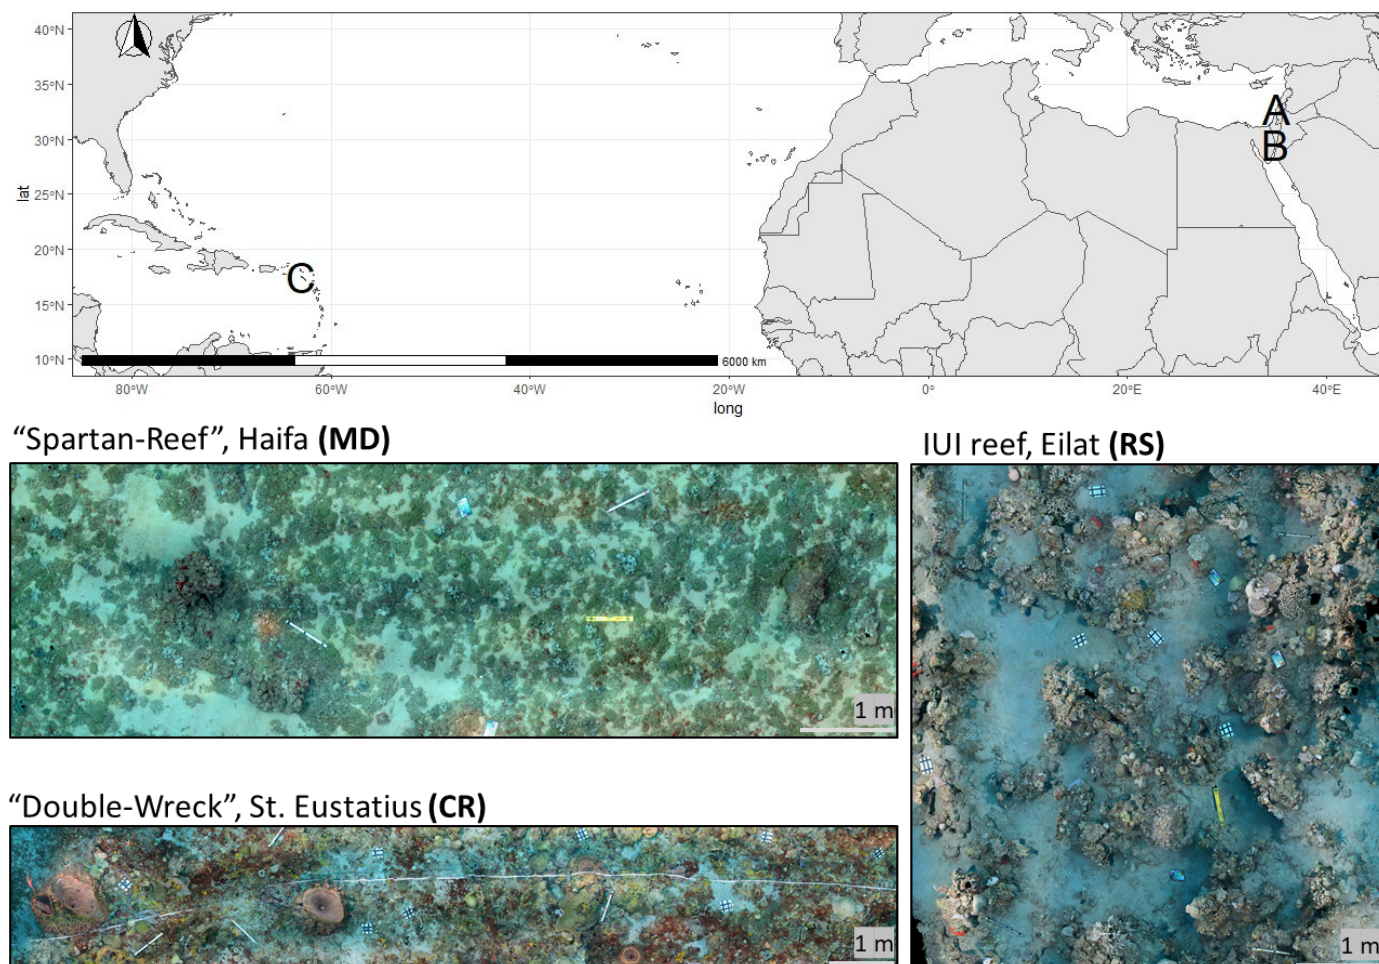 40°N
35°N
30°N
25°N
20°N
15°N
10°N
lat
A
B
C
6000 km
80°W
60°W
40°W
20°W
0°
20°E
40°E
long
“Spartan-Reef”, Haifa (MD)
1 m
IUI reef, Eilat (RS)
1 m
“Double-Wreck”, St. Eustatius (CR)
1 m